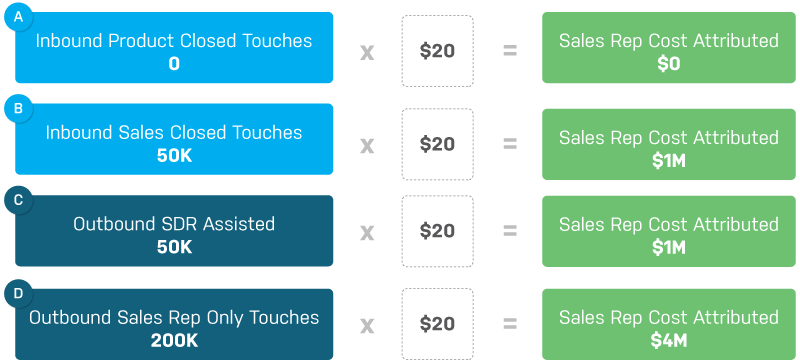 A
Inbound Product Closed Touches
0
x
$20
=
Sales Rep Cost Attributed
$0
B
Inbound Sales Closed Touches
50K
x
$20
=
Sales Rep Cost Attributed
$1M
C
Outbound SDR Assisted
50K
x
$20
=
Sales Rep Cost Attributed
$1M
D
Outbound Sales Rep Only Touches
200K
x
$20
=
Sales Rep Cost Attributed
$4M